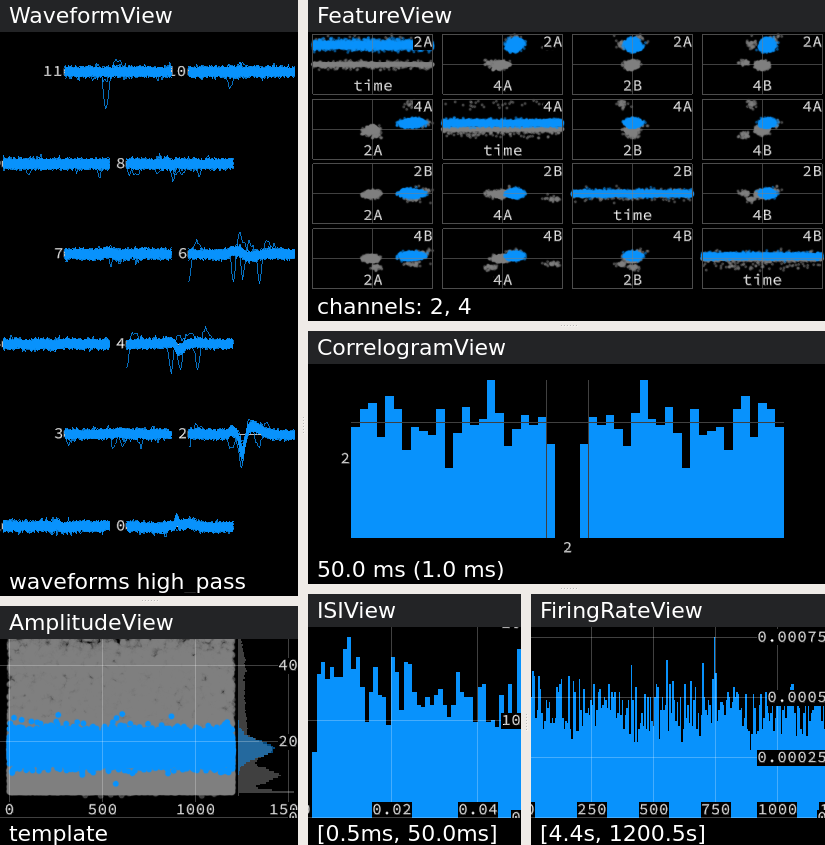 WaveformView
11 10
8
7 6
4
3 2
0
waveforms high_pass
AmplitudeView
40
20
0 500 1000 150
template
FeatureView
2A 2A 2A 2A
time 4A 2B 4B
4A 4A 4A 4A
2A time 2B 4B
2B 2B 2B 2B
2A 4A time 4B
4B 4B 4B 4B
2A 4A 2B time
channels: 2, 4
CorrelogramView
2
2
50.0 ms (1.0 ms)
ISIView
10
0.02 0.04
[0.5ms, 50.0ms]
FiringRateView
0.00075
0.0005
0.00025
250 500 750 1000
[4.4s, 1200.5s]